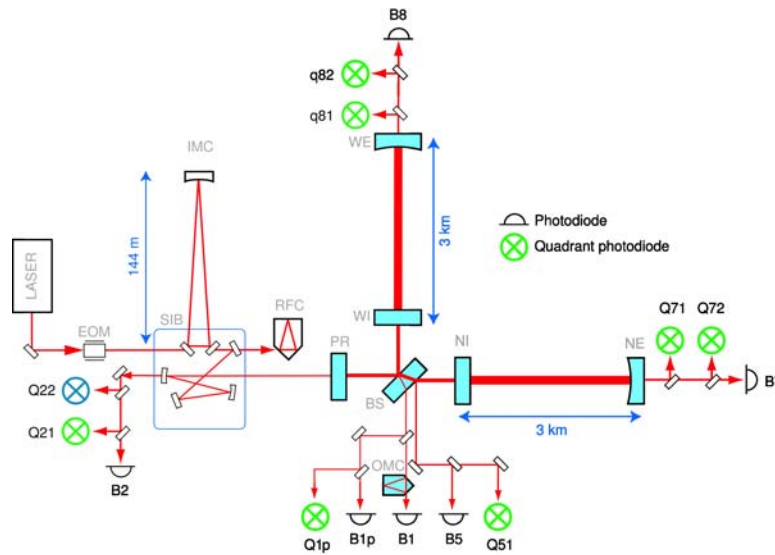 B8
q82
q81
WE
IMC
3 km
144 m
Photodiode
Quadrant photodiode
LASER
EOM
SIB
RFC
WI
PR
NI
NE
Q71
Q72
BS
B
3 km
Q22
Q21
B2
OMC
Q1p
B1p
B1
B5
Q51